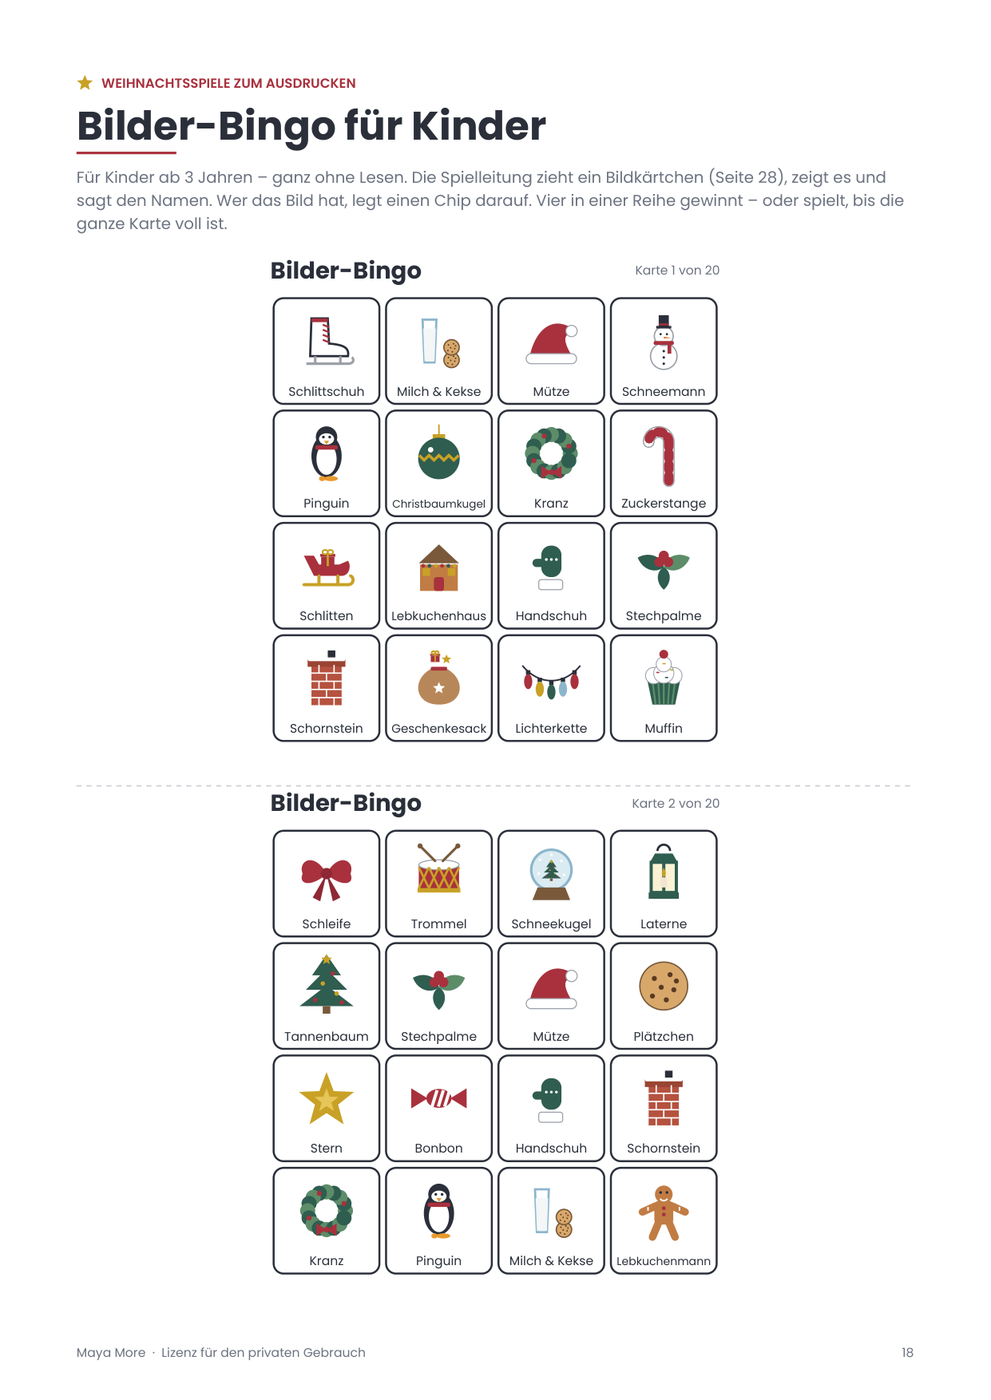 WEIHNACHTSSPIELE ZUM AUSDRUCKEN
Bilder-Bingo für Kinder
Für Kinder ab 3 Jahren – ganz ohne Lesen. Die Spielleitung zieht ein Bildkärtchen (Seite 28), zeigt es und
sagt den Namen. Wer das Bild hat, legt einen Chip darauf. Vier in einer Reihe gewinnt – oder spielt, bis die
ganze Karte voll ist.
Bilder-Bingo Karte 1 von 20
Schlittschuh Milch & Kekse Mütze Schneemann
Pinguin Christbaumkugel Kranz Zuckerstange
Schlitten Lebkuchenhaus Handschuh Stechpalme
Schornstein Geschenkesack Lichterkette Muffin
Bilder-Bingo Karte 2 von 20
Schleife Trommel Schneekugel Laterne
Tannenbaum Stechpalme Mütze Plätzchen
Stern Bonbon Handschuh Schornstein
Kranz Pinguin Milch & Kekse Lebkuchenmann
Maya More · Lizenz für den privaten Gebrauch 18